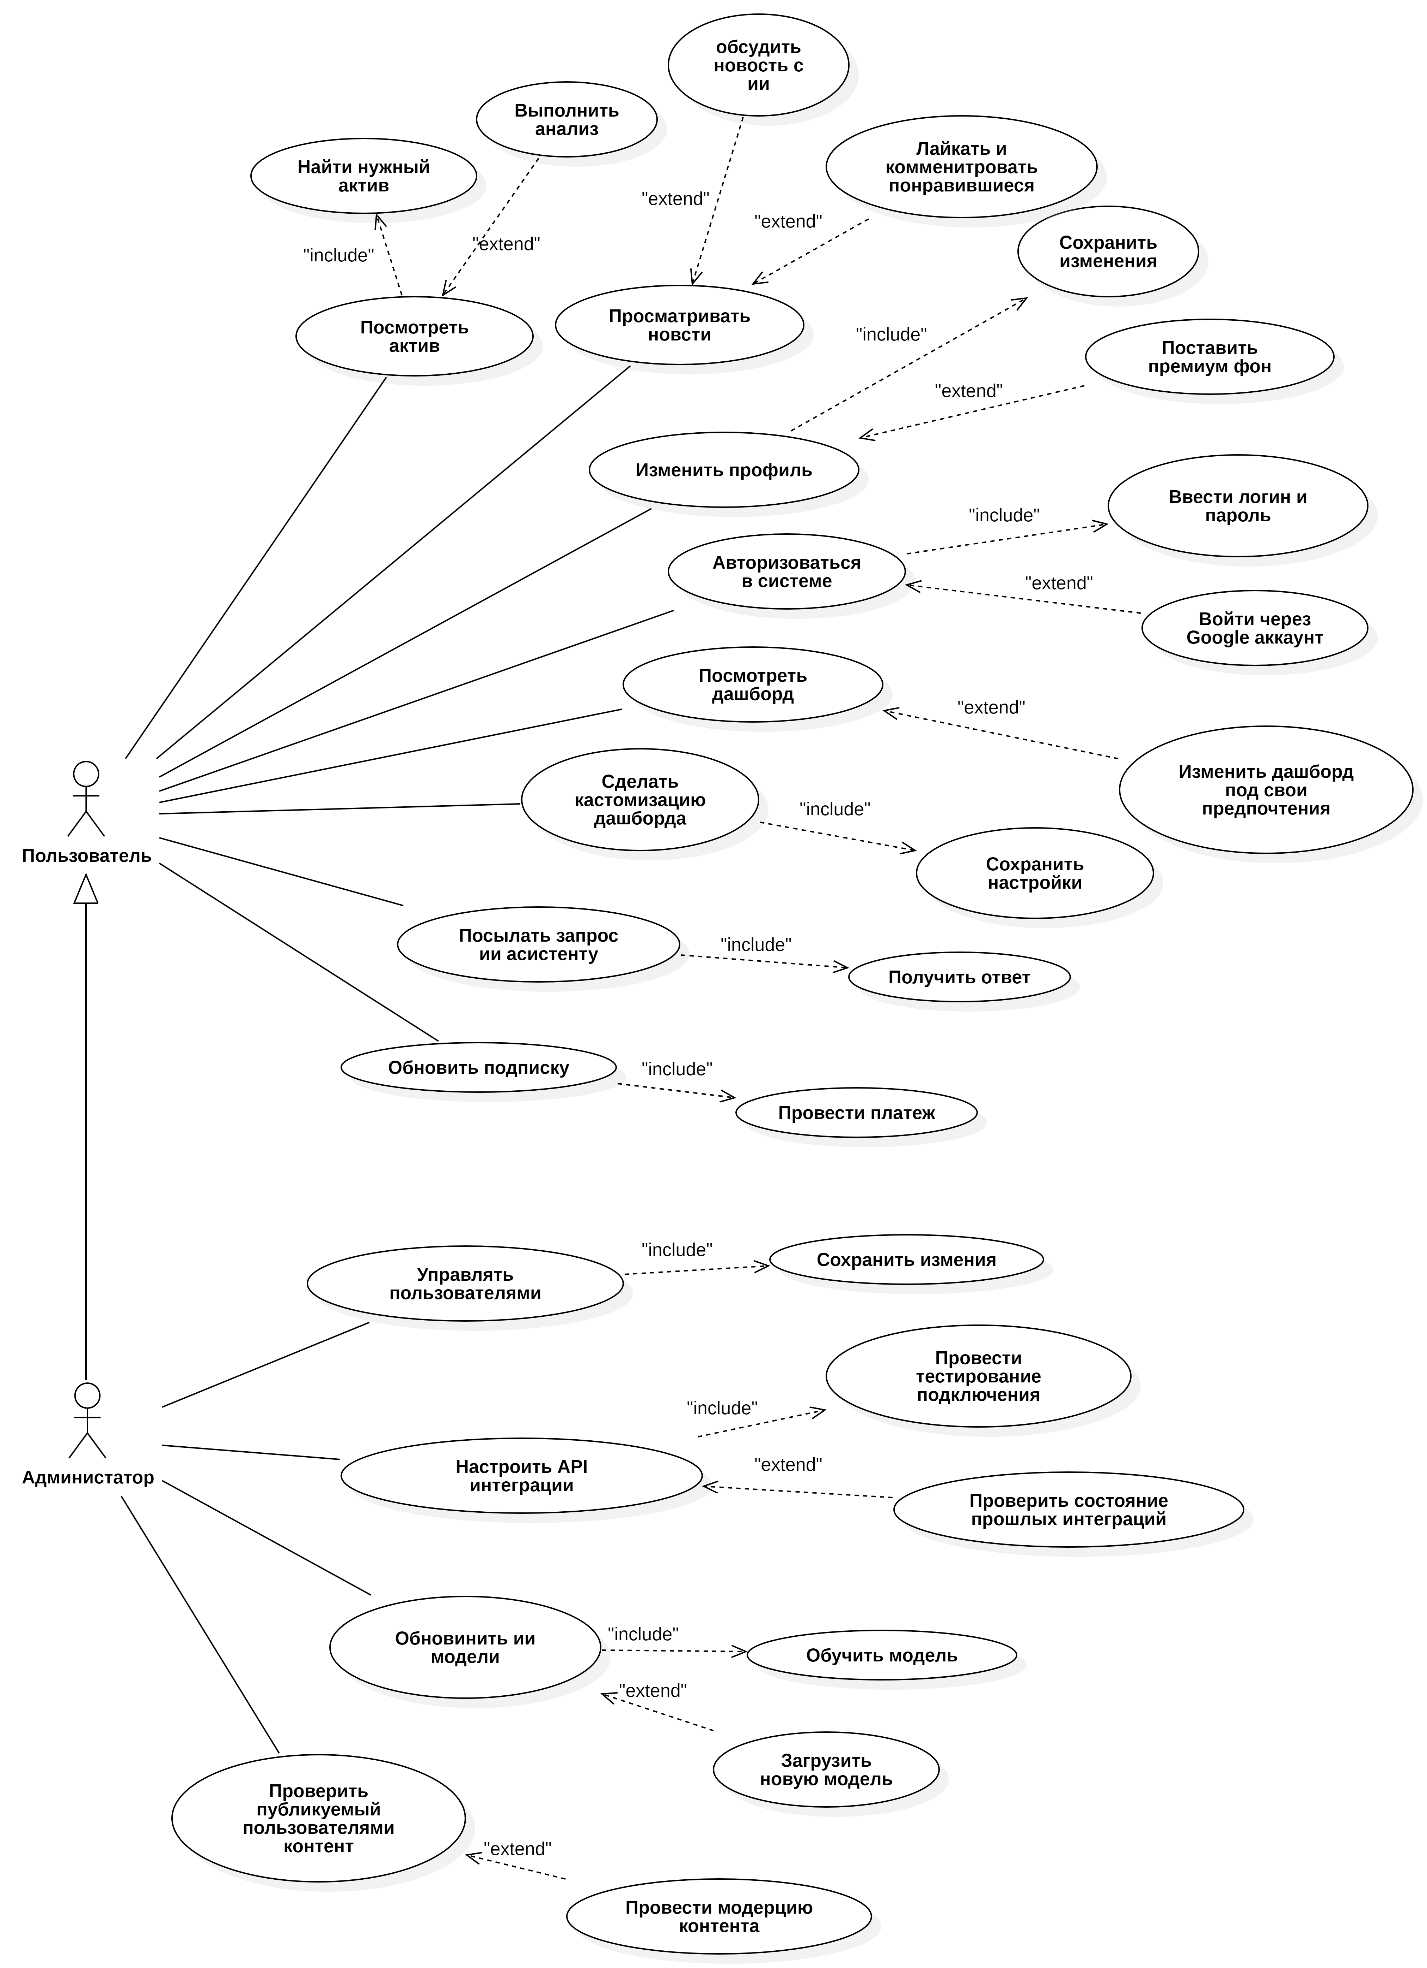 обсудить
новость с
ии
Выполнить
анализ
Найти нужный
актив
Лайкать и
комменитровать
понравившиеся
"extend"
"extend"
"include"
"extend"
Сохранить
изменения
Посмотреть
актив
Просматривать
новсти
"include"
Поставить
премиум фон
"extend"
Изменить профиль
Ввести логин и
пароль
"include"
Авторизоваться
в системе
"extend"
Войти через
Google аккаунт
Посмотреть
дашборд
"extend"
Изменить дашборд
под свои
предпочтения
Сделать
кастомизацию
дашборда
"include"
Пользователь
Сохранить
настройки
Посылать запрос
ии асистенту
"include"
Получить ответ
Обновить подписку
"include"
Провести платеж
Управлять
пользователями
"include"
Сохранить измения
Провести
тестирование
подключения
"include"
Администатор
Настроить API
интеграции
"extend"
Проверить состояние
прошлых интеграций
Обновинить ии
модели
"include"
Обучить модель
"extend"
Загрузить
новую модель
Проверить
публикуемый
пользователями
контент
"extend"
Провести модерцию
контента